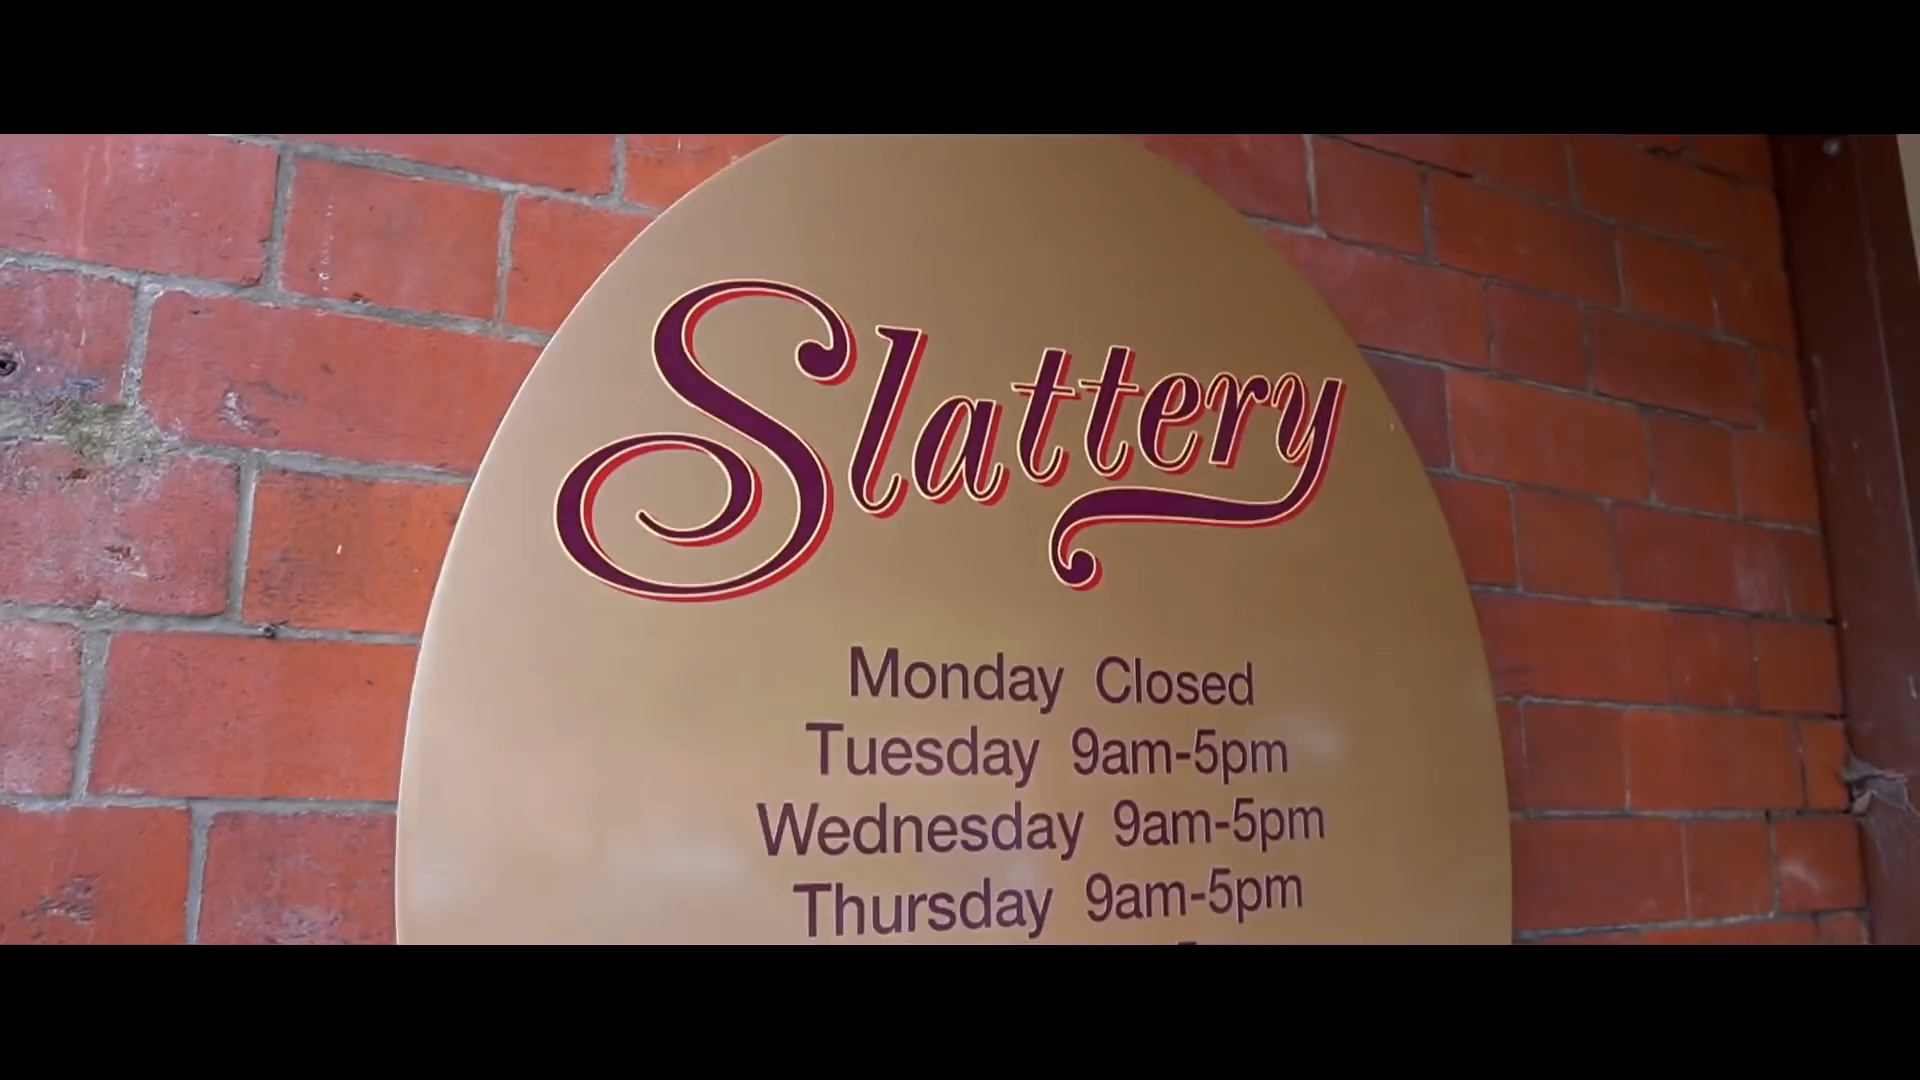 Slattery
Monday Closed
Tuesday 9am-5pm
Wednesday 9am-5pm
Thursday 9am-5pm